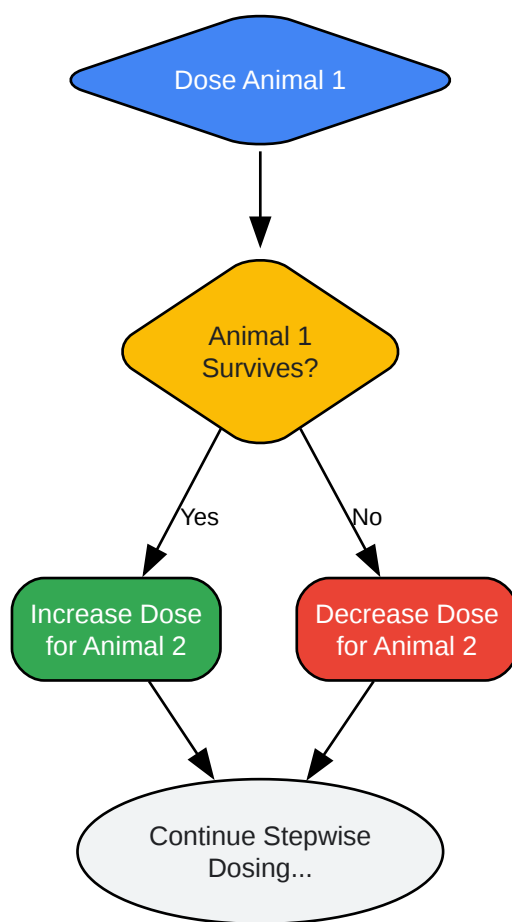 Dose Animal 1
Animal 1
Survives?
Yes
No
Increase Dose
for Animal 2
Decrease Dose
for Animal 2
Continue Stepwise
Dosing...